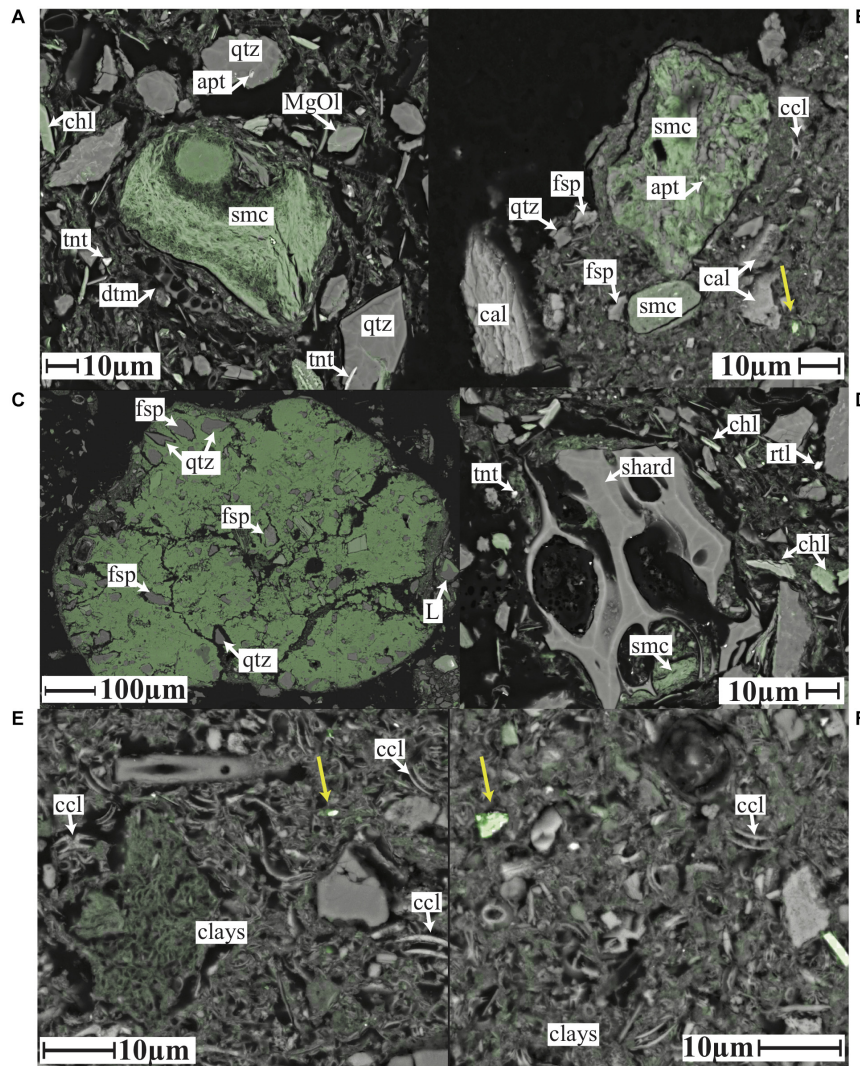 A
qtz
apt
MgOl
chl
smc
tnt
dtm
qtz
tnt
10µm
B
smc
ccl
apt
fsp
qtz
fsp
cal
smc
cal
10µm
C
fsp
qtz
fsp
fsp
L
qtz
100µm
D
chl
shard
rtl
tnt
chl
smc
10µm
E
ccl
ccl
ccl
clays
10µm
F
ccl
clays
10µm